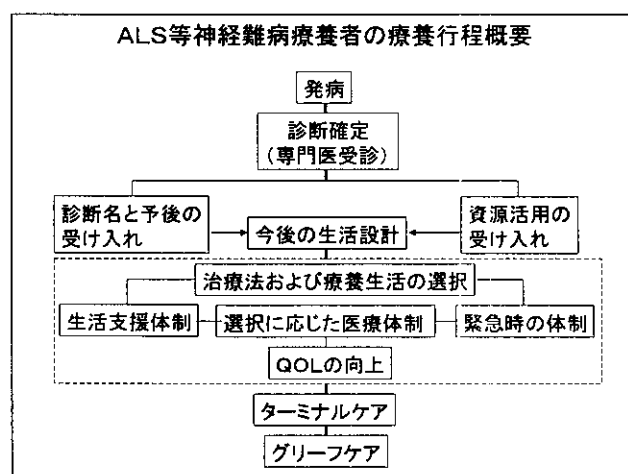 ALS等神経難病療養者の療養行程概要
発病
診断確定
(専門医受診)
診断名と予後の
受け入れ
今後の生活設計
資源活用の
受け入れ
治療法および療養生活の選択
生活支援体制
選択に応じた医療体制
緊急時の体制
QOLの向上
ターミナルケア
グリーフケア